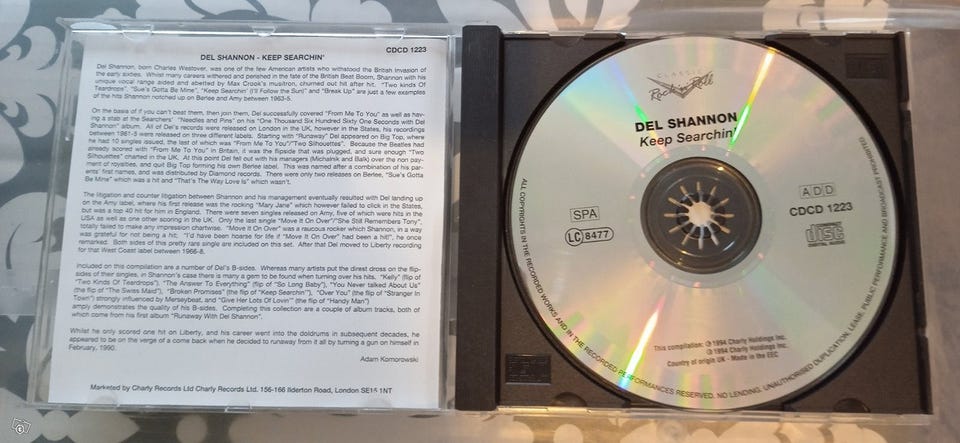 CDCD 1223
DEL SHANNON - KEEP SEARCHIN'
Del Shannon, born Charles Westover, was one of the few American artists who withstood the British Invasion of
the early sixties. Whilst many careers withered and perished in the fate of the British Beat Boom, Shannon with his
unique vocal range aided and abetted by Max Crook's musitron, churned out hit after hit. "Two kinds Of
Teardrops", "Sue's Gotta Be Mine", "Keep Searchin' (I'll Follow the Sun)" and "Break Up" are just a few examples
of the hits Shannon notched up on Berlee and Amy between 1963-5.
On the basis of if you can't beat them, then join them, Del successfully covered "From Me To You" as well as hav-
ing a stab at the Searchers' "Needles and Pins" on his "One Thousand Six Hundred Sixty One Seconds with Del
Shannon" album. All of Del's records were released on London in the UK, however in the States, his recordings
between 1961-5 were released on three different labels. Starting with "Runaway" Del appeared on Big Top, where
he had 10 singles issued, the last of which was "From Me To You"/"Two Silhouettes". Because the Beatles had
already scored with "From Me To You" in Britain, it was the flipside that was plugged, and sure enough "Two
Silhouettes" charted in the UK. At this point Del fell out with his managers (Michalnik and Balk) over the non pay-
ment of royalties, and quit Big Top forming his own Berlee label. This was named after a combination of his par-
ents' first names, and was distributed by Diamond records. There were only two releases on Berlee, "Sue's Gotta
Be Mine" which was a hit and "That's The Way Love Is" which wasn't.
The litigation and counter litigation between Shannon and his management eventually resulted with Del landing up
on the Amy label, where his first release was the rocking "Mary Jane" which however failed to click in the States,
but was a top 40 hit for him in England. There were seven singles released on Amy, five of which were hits in the
USA as well as one other scoring in the UK. Only the last single "Move It On Over"/"She Still Remembers Tony",
totally failed to make any impression chartwise. "Move It On Over" was a raucous rocker which Shannon, in a way
was grateful for not being a hit. "I'd have been hoarse for life if "Move It On Over" had been a hit!", he once
remarked. Both sides of this pretty rare single are included on this set. After that Del moved to Liberty recording
for that West Coast label between 1966-8.
Included on this compilation are a number of Del's B-sides. Whereas many artists put the direst dross on the flip-
sides of their singles, in Shannon's case there is many a gem to be found when turning over his hits. "Kelly" (flip of
"Two Kinds Of Teardrops"), "The Answer To Everything" (flip of "So Long Baby"), "You Never talked About Us"
(the flip of "The Swiss Maid"), "Broken Promises" (the flip of "Keep Searchin'"), "Over You" (the flip of "Stranger In
Town") strongly influenced by Merseybeat, and "Give Her Lots Of Lovin'" (the flip of "Handy Man")
amply demonstrates the quality of his B-sides. Completing this collection are a couple of album tracks, both of
which come from his first album "Runaway With Del Shannon".
Whilst he only scored one hit on Liberty, and his career went into the doldrums in subsequent decades, he
appeared to be on the verge of a come back when he decided to runaway from it all by turning a gun on himself in
February, 1990.
Adam Komorowski
Marketed by Charly Records Ltd Charly Records Ltd, 156-166 Ilderton Road, London SE15 1NT
CLASSIC
Rock 'n' Roll
DEL SHANNON
Keep Searchin'
SPA
LC 8477
ADD
CDCD 1223
COMPACT
disc
DIGITAL AUDIO
This compilation: ℗ 1994 Charly Holdings Inc.
© 1994 Charly Holdings Inc.
Country of origin UK - Made in the EEC
ALL COPYRIGHTS IN THE RECORDED WORKS AND IN THE RECORDED PERFORMANCES RESERVED. NO LENDING, UNAUTHORISED DUPLICATION, LEASE, PUBLIC PERFORMANCE AND BROADCAST PROHIBITED